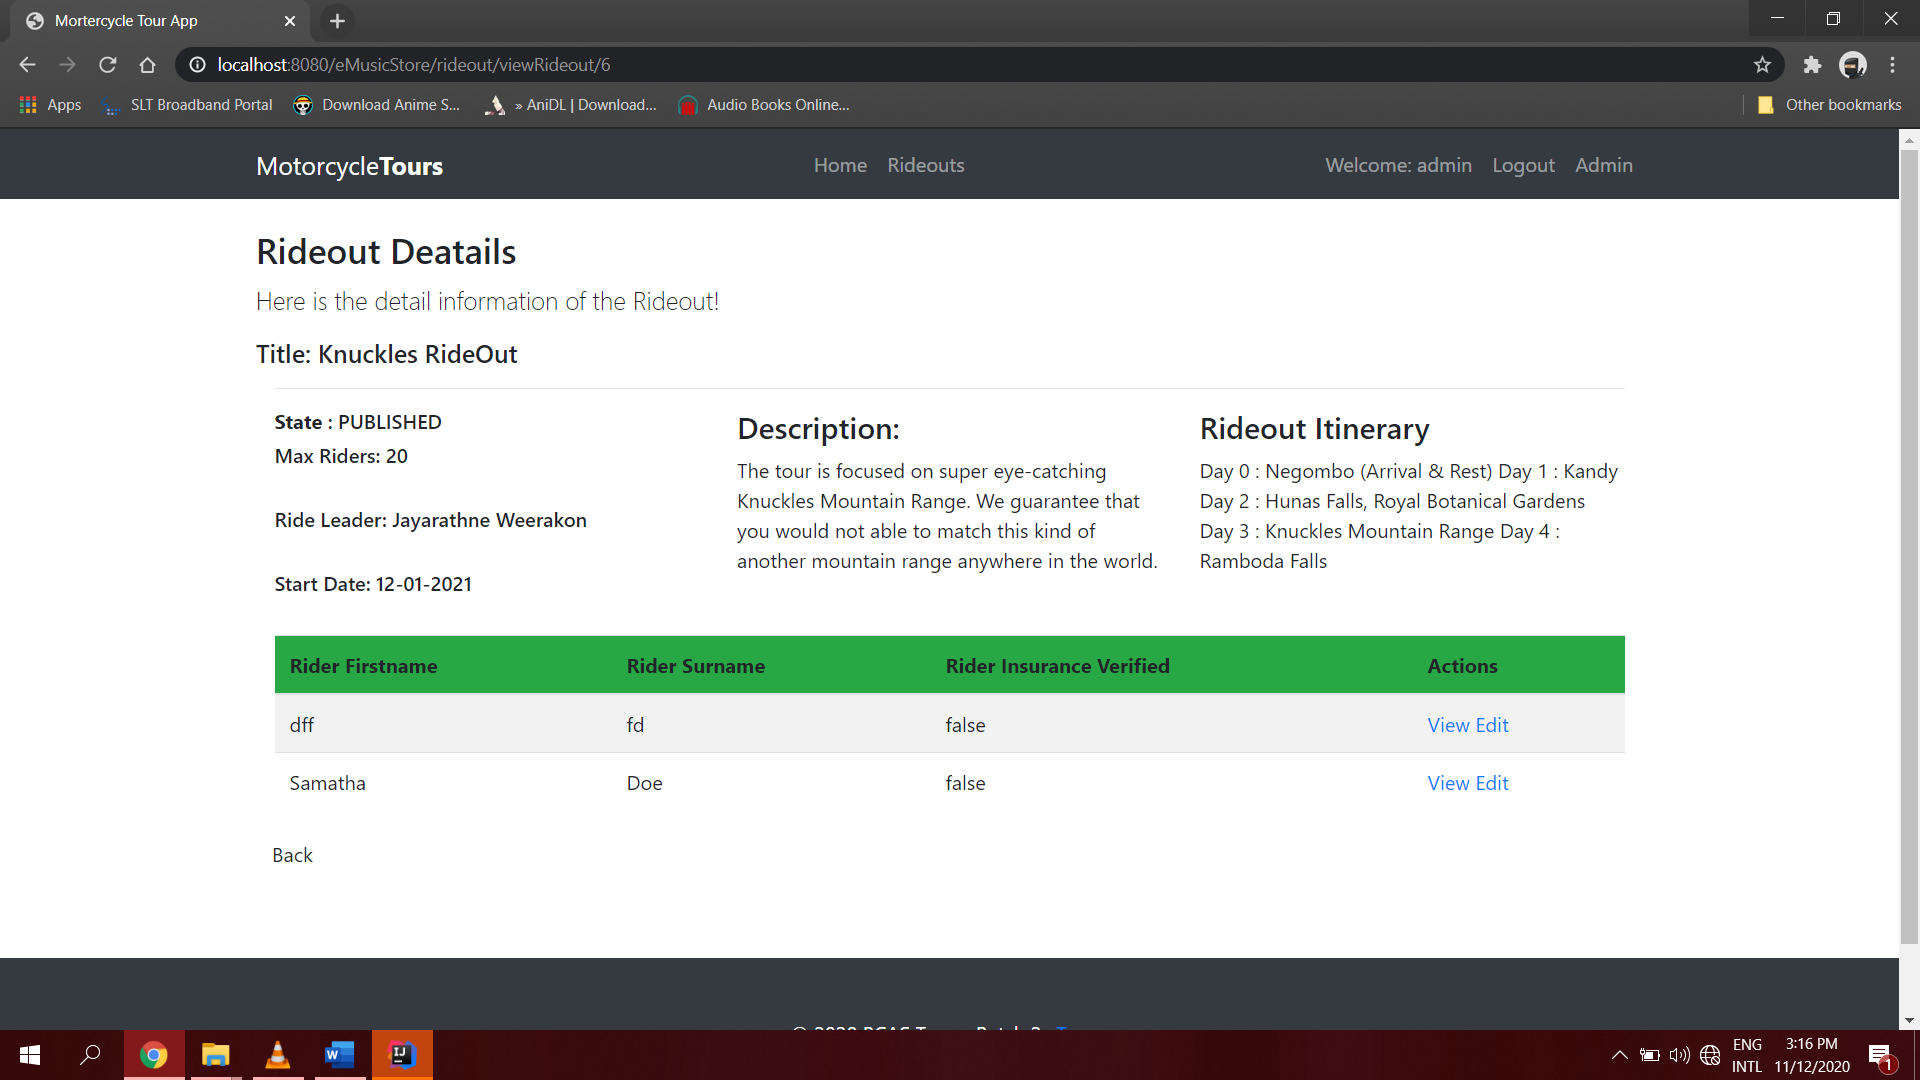 Mortercycle Tour App
localhost:8080/eMusicStore/rideout/viewRideout/6
Apps SLT Broadband Portal Download Anime S... » AniDL | Download... Audio Books Online... Other bookmarks
MotorcycleTours Home Rideouts Welcome: admin Logout Admin
Rideout Deatails
Here is the detail information of the Rideout!
Title: Knuckles RideOut
State : PUBLISHED
Max Riders: 20
Ride Leader: Jayarathne Weerakon
Start Date: 12-01-2021
Description:
The tour is focused on super eye-catching
Knuckles Mountain Range. We guarantee that
you would not able to match this kind of
another mountain range anywhere in the world.
Rideout Itinerary
Day 0 : Negombo (Arrival & Rest) Day 1 : Kandy
Day 2 : Hunas Falls, Royal Botanical Gardens
Day 3 : Knuckles Mountain Range Day 4 :
Ramboda Falls
Rider Firstname Rider Surname Rider Insurance Verified Actions
dff fd false View Edit
Samatha Doe false View Edit
Back
ENG 3:16 PM
INTL 11/12/2020 1